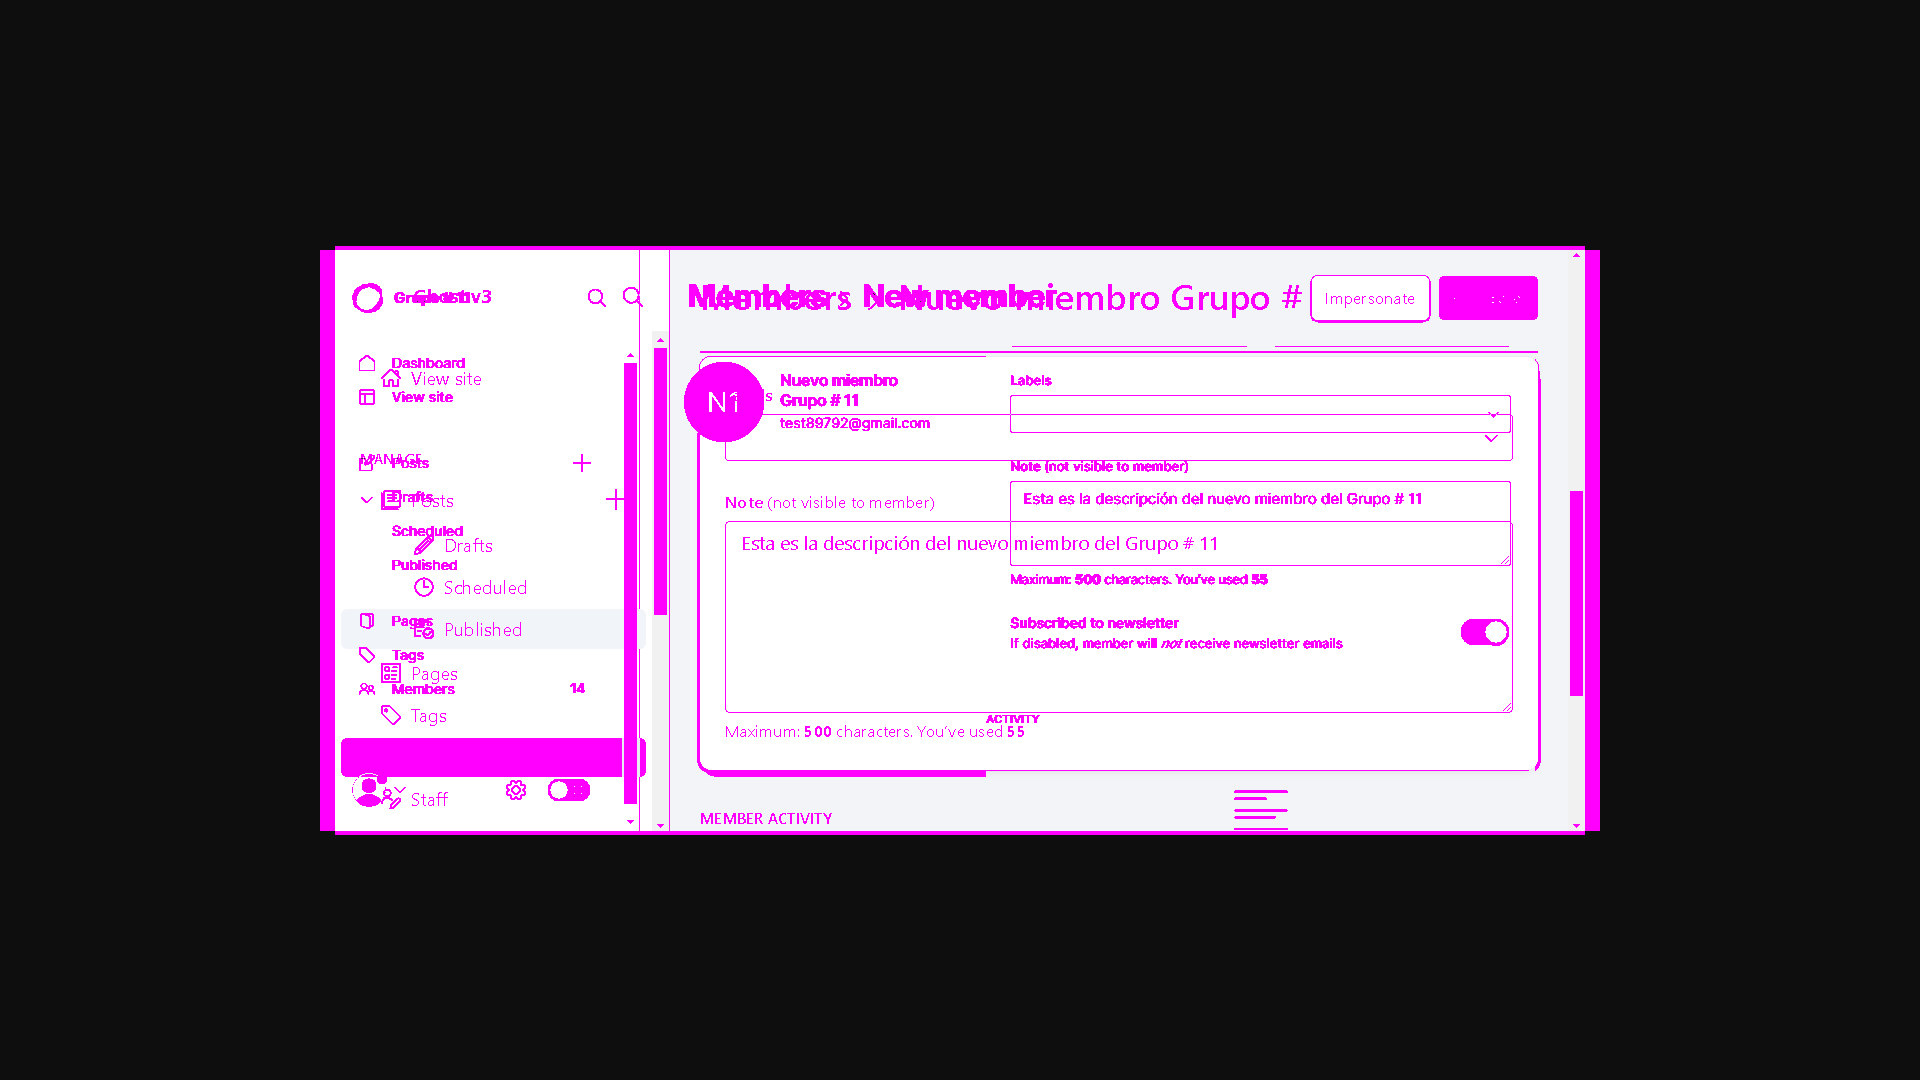 Ghost v3
Members
New member
Nuevo miembro Grupo #
Impersonate
Dashboard
View site
View site
MANAGE
Posts
Drafts
Posts
Scheduled
Drafts
Published
Scheduled
Pages
Published
Tags
Pages
Members 14
Tags
Staff
N1
Nuevo miembro
Grupo # 11
test89792@gmail.com
Labels
Note (not visible to member)
Esta es la descripción del nuevo miembro del Grupo # 11
Maximum: 500 characters. You've used 55
Subscribed to newsletter
If disabled, member will not receive newsletter emails
ACTIVITY
Note (not visible to member)
Esta es la descripción del nuevo miembro del Grupo # 11
Maximum: 500 characters. You've used 55
MEMBER ACTIVITY